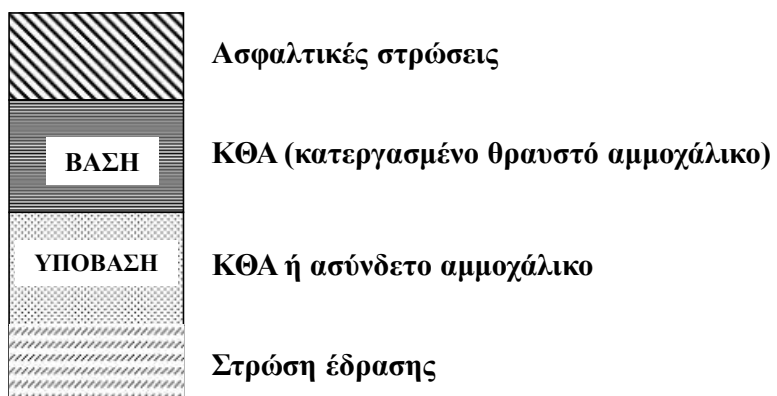 Ασφαλτικές στρώσεις
ΒΑΣΗ
ΚΘΑ (κατεργασμένο θραυστό αμμοχάλικο)
ΥΠΟΒΑΣΗ
ΚΘΑ ή ασύνδετο αμμοχάλικο
Στρώση έδρασης